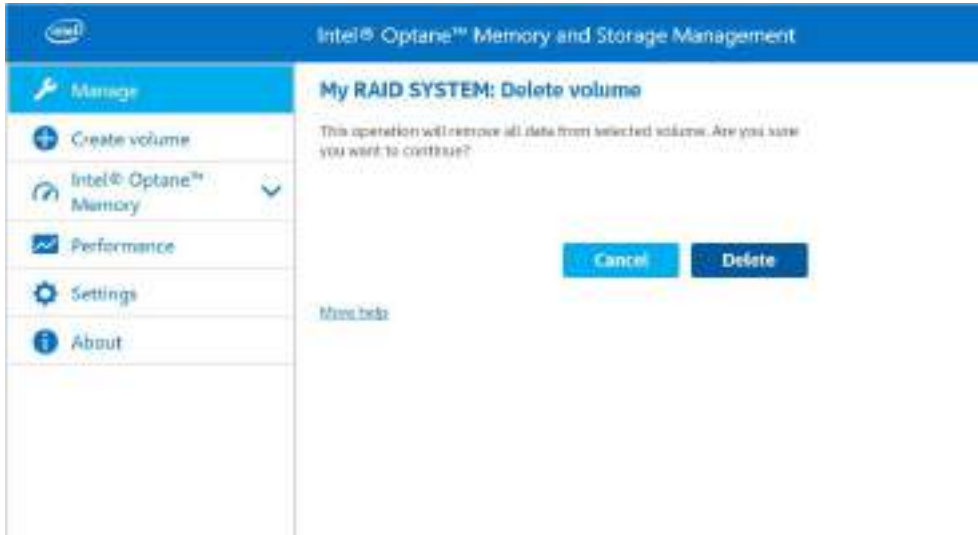 intel
Intel® Optane™ Memory and Storage Management
Manage
Create volume
Intel® Optane™
Memory
Performance
Settings
About
My RAID SYSTEM: Delete volume
This operation will remove all data from selected volume. Are you sure
you want to continue?
Cancel
Delete
More help